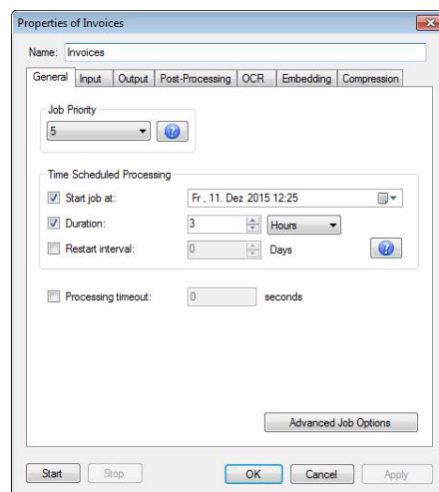 Properties of Invoices
Name: Invoices
General Input Output Post-Processing OCR Embedding Compression
Job Priority
5
Time Scheduled Processing
Start job at: Fr , 11. Dez 2015 12:25
Duration: 3 Hours
Restart interval: 0 Days
Processing timeout: 0 seconds
Advanced Job Options
Start Stop OK Cancel Apply